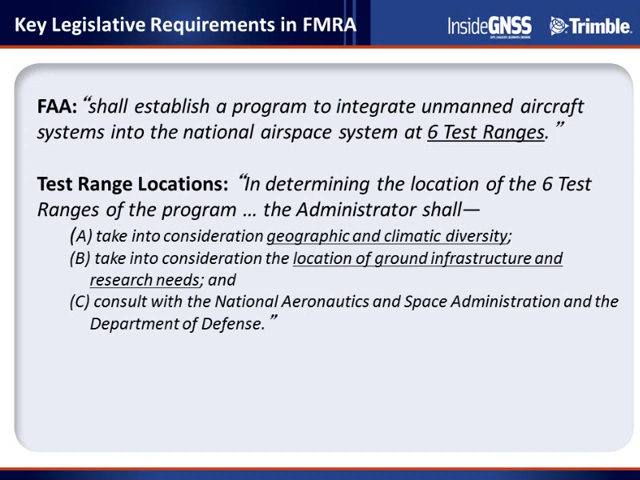 Key Legislative Requirements in FMRA
InsideGNSS
Trimble.
FAA: “shall establish a program to integrate unmanned aircraft
systems into the national airspace system at 6 Test Ranges. ”
Test Range Locations: “In determining the location of the 6 Test
Ranges of the program … the Administrator shall—
(A) take into consideration geographic and climatic diversity;
(B) take into consideration the location of ground infrastructure and
research needs; and
(C) consult with the National Aeronautics and Space Administration and the
Department of Defense. ”